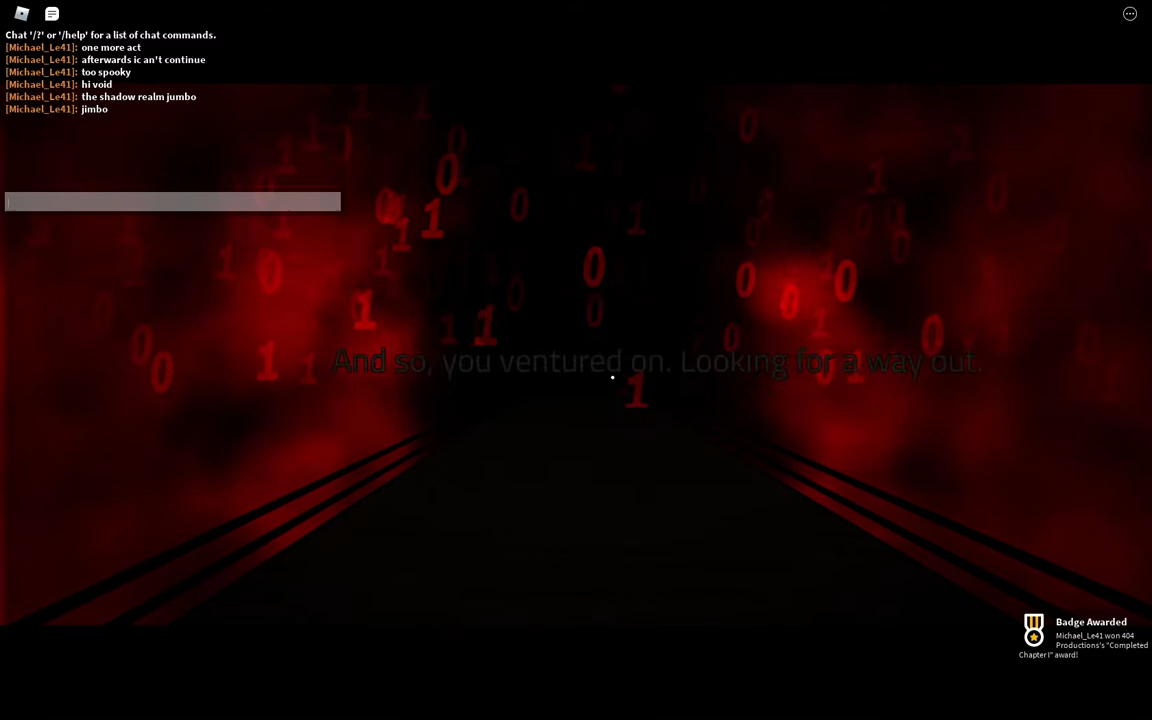 Chat '/?' or '/help' for a list of chat commands.
[Michael_Le41]: one more act
[Michael_Le41]: afterwards ic an't continue
[Michael_Le41]: too spooky
[Michael_Le41]: hi void
[Michael_Le41]: the shadow realm jumbo
[Michael_Le41]: jimbo
And so, you ventured on. Looking for a way out.
Badge Awarded
Michael_Le41 won 404
Productions's "Completed
Chapter I" award!